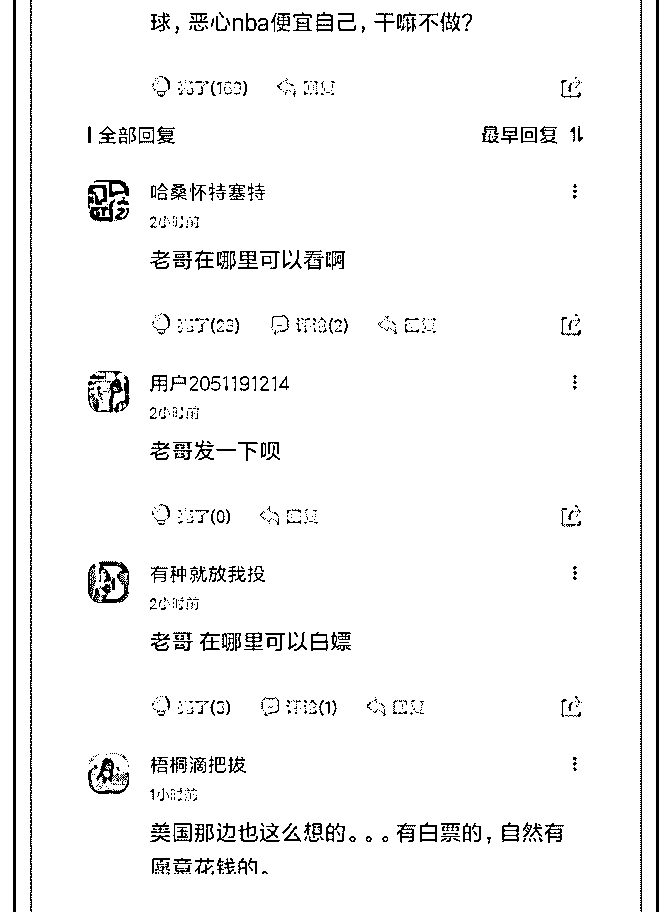 球，恶心nba便宜自己，干嘛不做？
亮了(163) 回复
全部回复 最早回复
哈桑怀特塞特
2小时前
老哥在哪里可以看啊
亮了(23) 评论(2) 回复
用户2051191214
2小时前
老哥发一下呗
亮了(0) 回复
有种就放我投
2小时前
老哥 在哪里可以白嫖
亮了(3) 评论(1) 回复
梧桐滴把拔
1小时前
美国那边也这么想的。。。有白票的，自然有
愿意花钱的。